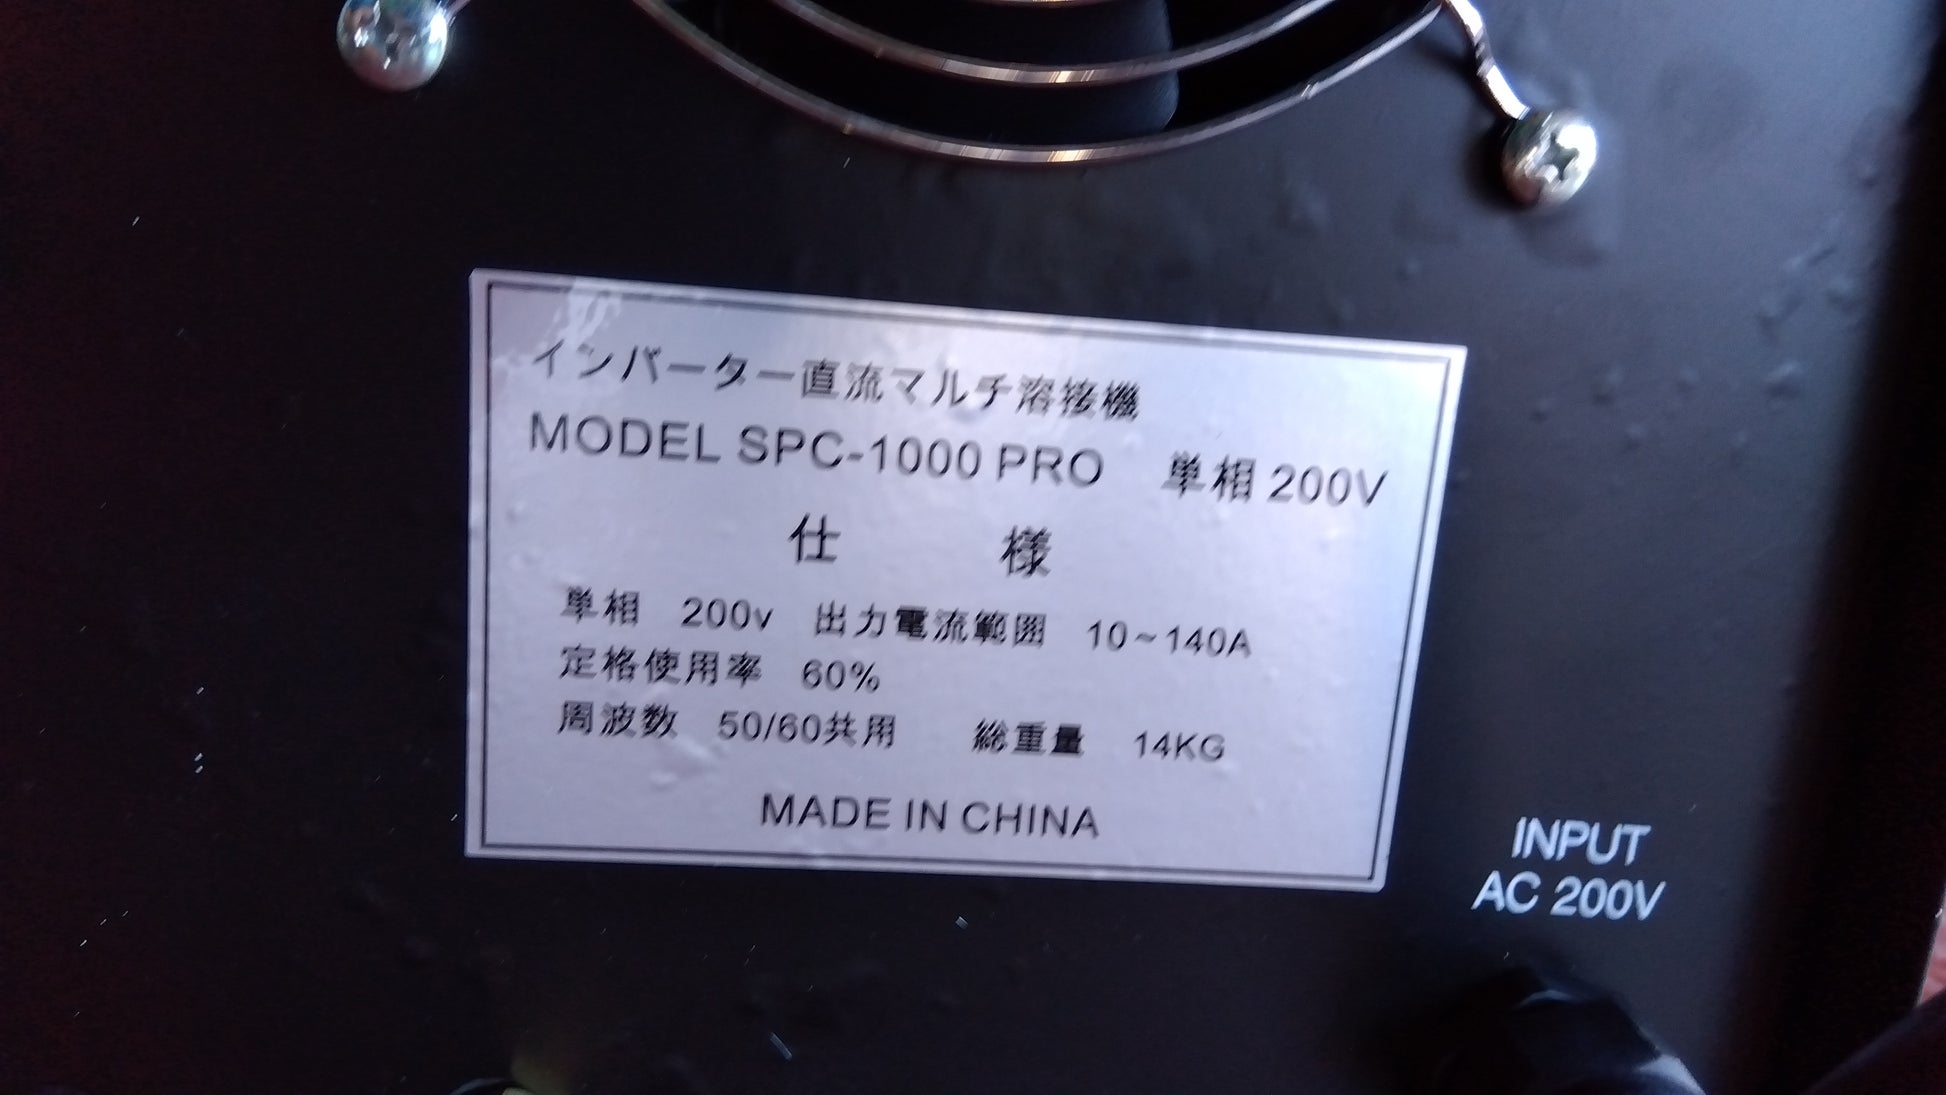 インバーター直流マルチ溶接機
MODEL SPC-1000 PRO 単相 200V
仕 様
単相 200v 出力電流範囲 10~140A
定格使用率 60%
周波数 50/60共用 総重量 14KG
MADE IN CHINA
INPUT
AC 200V